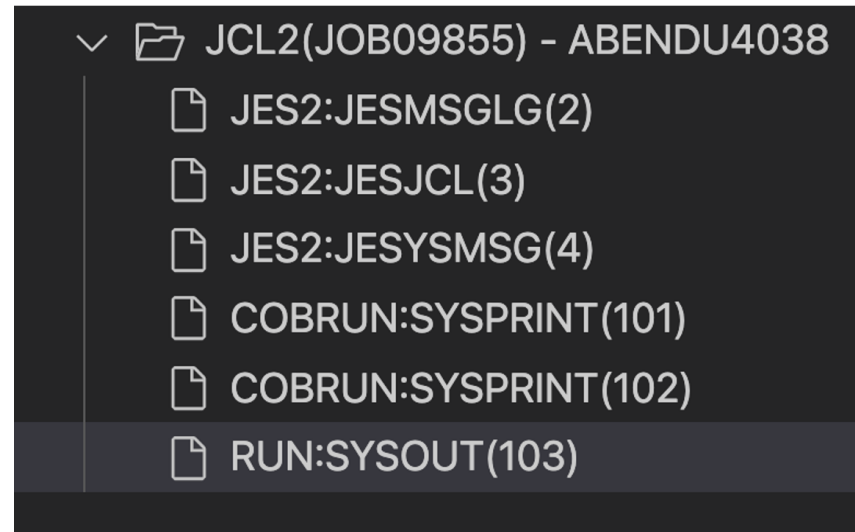 JCL2(JOB09855) - ABENDU4038
JES2:JESMSGLG(2)
JES2:JESJCL(3)
JES2:JESYSMSG(4)
COBRUN:SYSPRINT(101)
COBRUN:SYSPRINT(102)
RUN:SYSOUT(103)